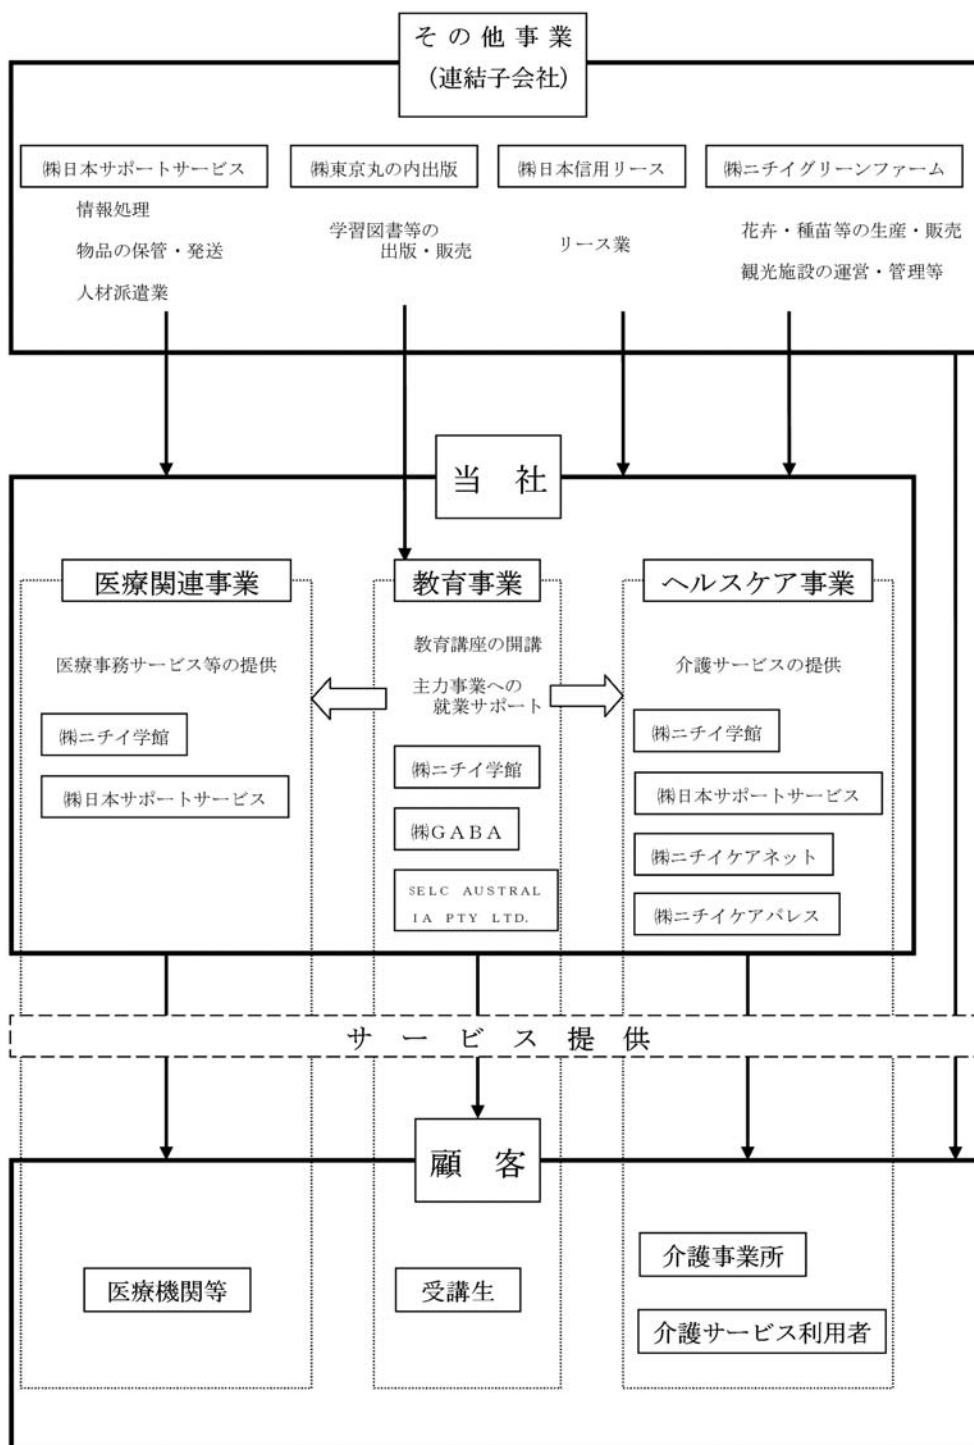 その他事業
（連結子会社）
㈱日本サポートサービス
情報処理
物品の保管・発送
人材派遣業
㈱東京丸の内出版
学習図書等の
出版・販売
㈱日本信用リース
リース業
㈱ニチイグリーンファーム
花卉・種苗等の生産・販売
観光施設の運営・管理等
当社
医療関連事業
医療事務サービス等の提供
㈱ニチイ学館
㈱日本サポートサービス
教育事業
教育講座の開講
主力事業への
就業サポート
㈱ニチイ学館
㈱ＧＡＢＡ
SELC AUSTRAL
IA PTY LTD.
ヘルスケア事業
介護サービスの提供
㈱ニチイ学館
㈱日本サポートサービス
㈱ニチイケアネット
㈱ニチイケアパレス
サービス提供
顧客
医療機関等
受講生
介護事業所
介護サービス利用者